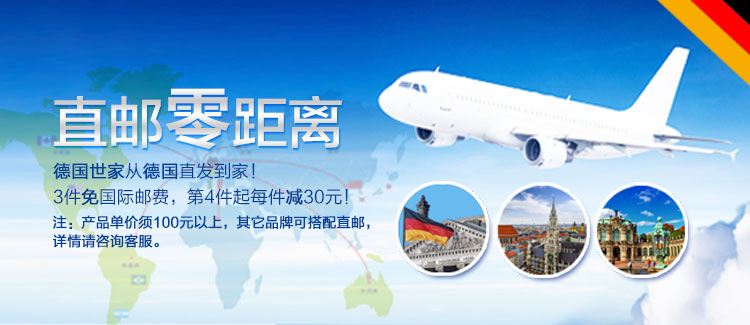 直邮零距离
德国世家从德国直发到家！
3件免国际邮费，第4件起每件减30元！
注：产品单价须100元以上，其它品牌可搭配直邮，
详情请咨询客服。